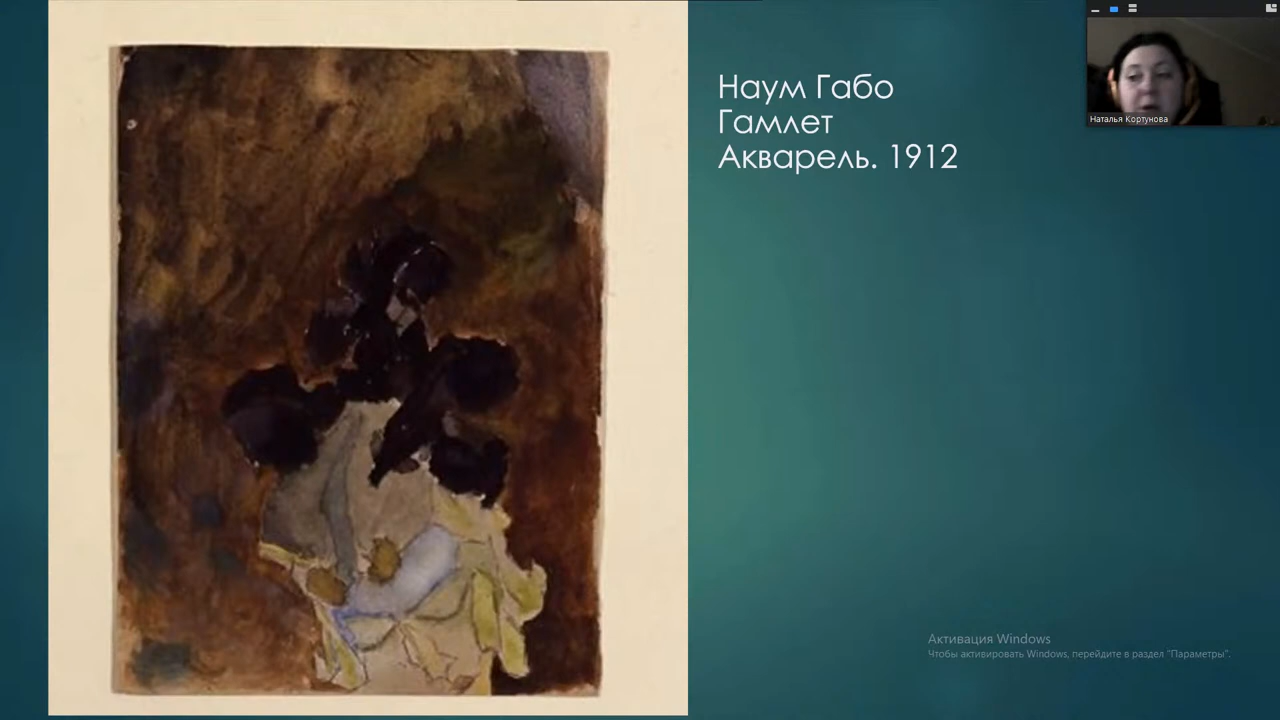 Наум Габо
Гамлет
Акварель. 1912
Наталья Кортунова
Активация Windows
Чтобы активировать Windows, перейдите в раздел "Параметры".